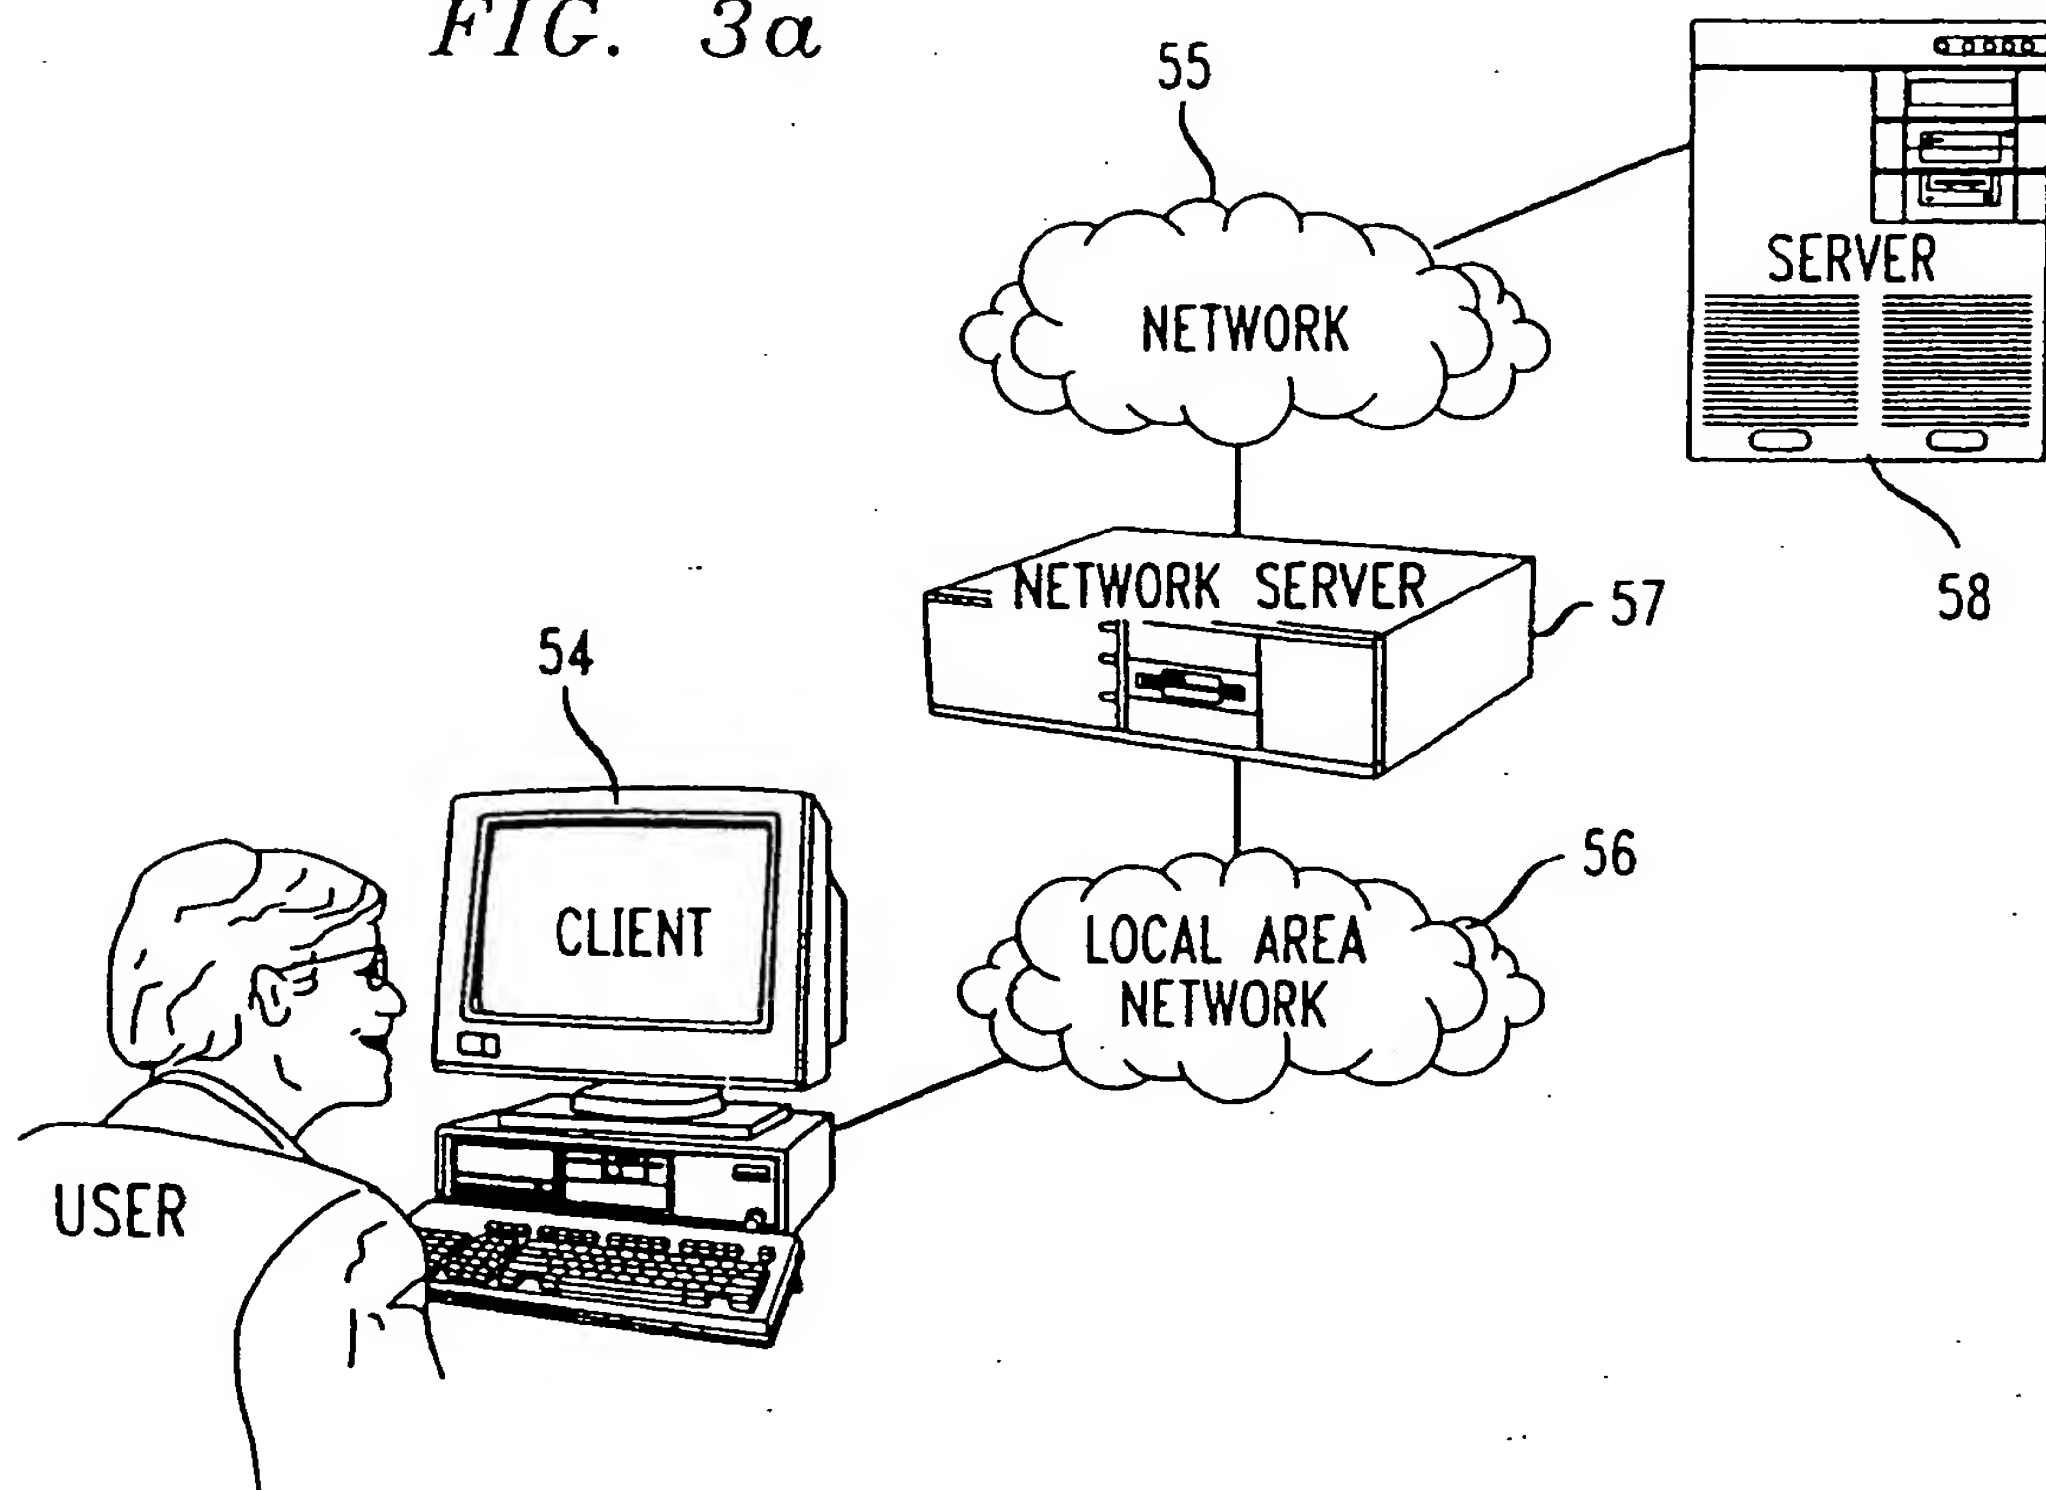 FIG. 3a
55
SERVER
NETWORK
NETWORK SERVER
57
58
54
56
CLIENT
LOCAL AREA
NETWORK
USER